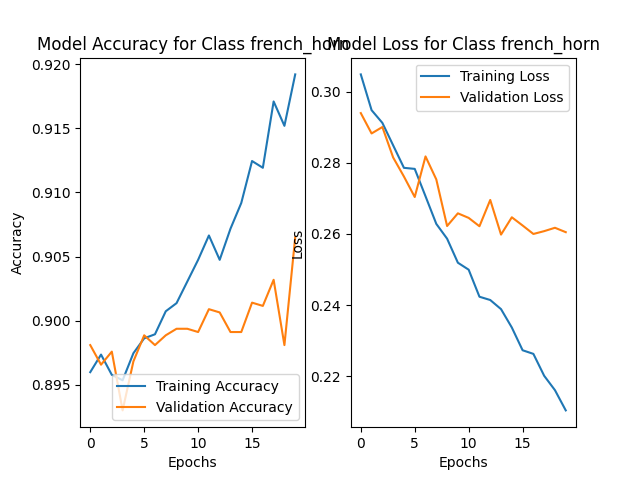 Model Accuracy for Class french_horn
0.920
0.915
0.910
0.905
0.900
0.895
Accuracy
Training Accuracy
Validation Accuracy
0
5
10
15
Epochs
Model Loss for Class french_horn
Training Loss
Validation Loss
0.30
0.28
0.26
0.24
0.22
Loss
0
5
10
15
Epochs